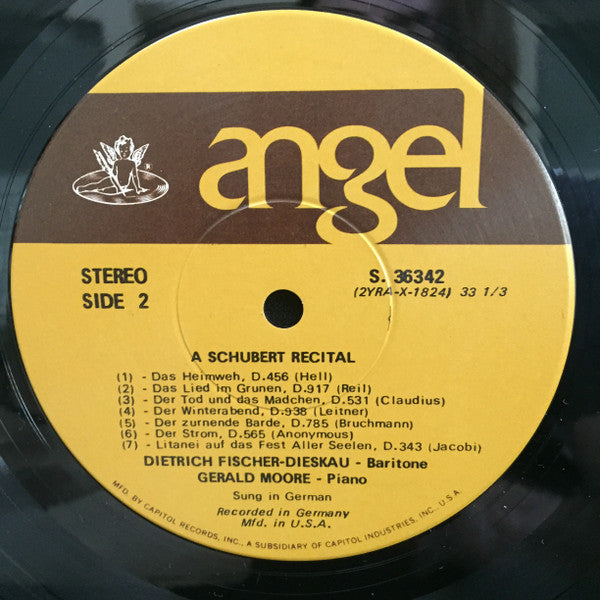 angel
STEREO
SIDE 2
S. 36342
(2YRA-X-1824) 33 1/3
A SCHUBERT RECITAL
(1) - Das Heimweh, D.456 (Hell)
(2) - Das Lied im Grunen, D.917 (Reil)
(3) - Der Tod und das Madchen, D.531 (Claudius)
(4) - Der Winterabend, D.938 (Leitner)
(5) - Der zurnende Barde, D.785 (Bruchmann)
(6) - Der Strom, D.565 (Anonymous)
(7) - Litanei auf das Fest Aller Seelen, D.343 (Jacobi)
DIETRICH FISCHER-DIESKAU - Baritone
GERALD MOORE - Piano
Sung in German
Recorded in Germany
Mfd. in U.S.A.
MFD. BY CAPITOL RECORDS, INC., A SUBSIDIARY OF CAPITOL INDUSTRIES, INC., U.S.A.